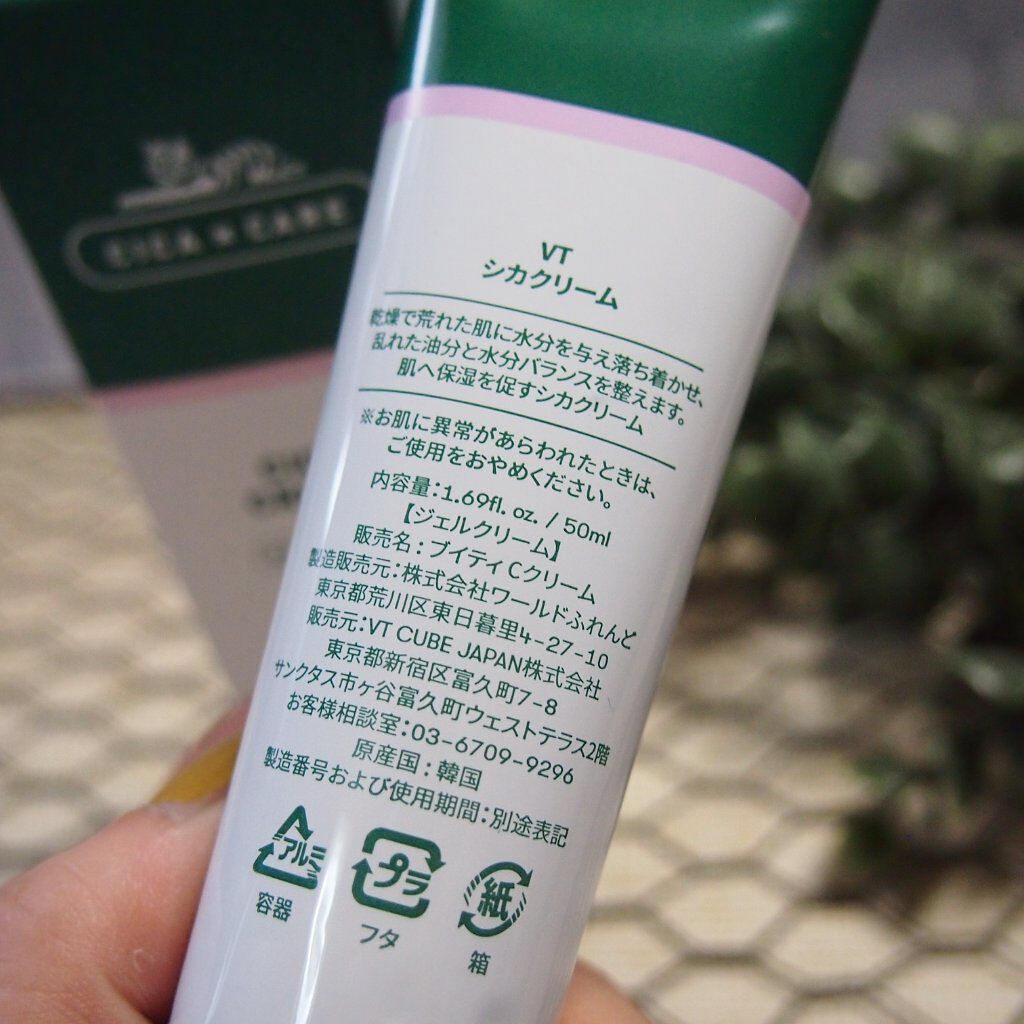 CICA CARE
VT
シカクリーム
乾燥で荒れた肌に水分を与え落ち着かせ、
乱れた油分と水分バランスを整えます。
肌へ保湿を促すシカクリーム
※お肌に異常があらわれたときは、
ご使用をおやめください。
内容量:1.69fl. oz. / 50ml
【ジェルクリーム】
販売名:ブイティ Cクリーム
製造販売元:株式会社ワールドふれんど
東京都荒川区東日暮里4-27-10
販売元:VT CUBE JAPAN株式会社
東京都新宿区富久町7-8
サンクタス市ヶ谷富久町ウェストテラス2階
お客様相談室:03-6709-9296
原産国:韓国
製造番号および使用期間:別途表記
アルミ
プラ
紙
容器
フタ
箱